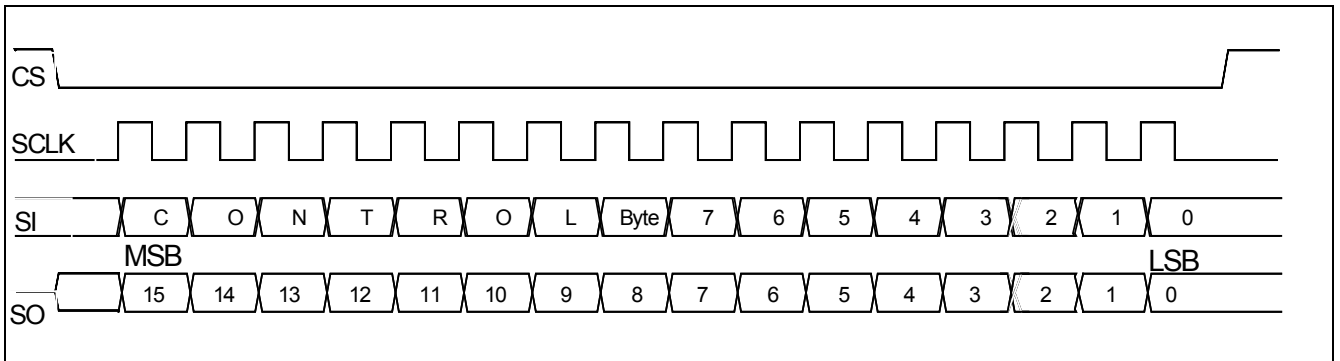 CS
SCLK
SI C O N T R O L Byte 7 6 5 4 3 2 1 0
MSB LSB
SO 15 14 13 12 11 10 9 8 7 6 5 4 3 2 1 0